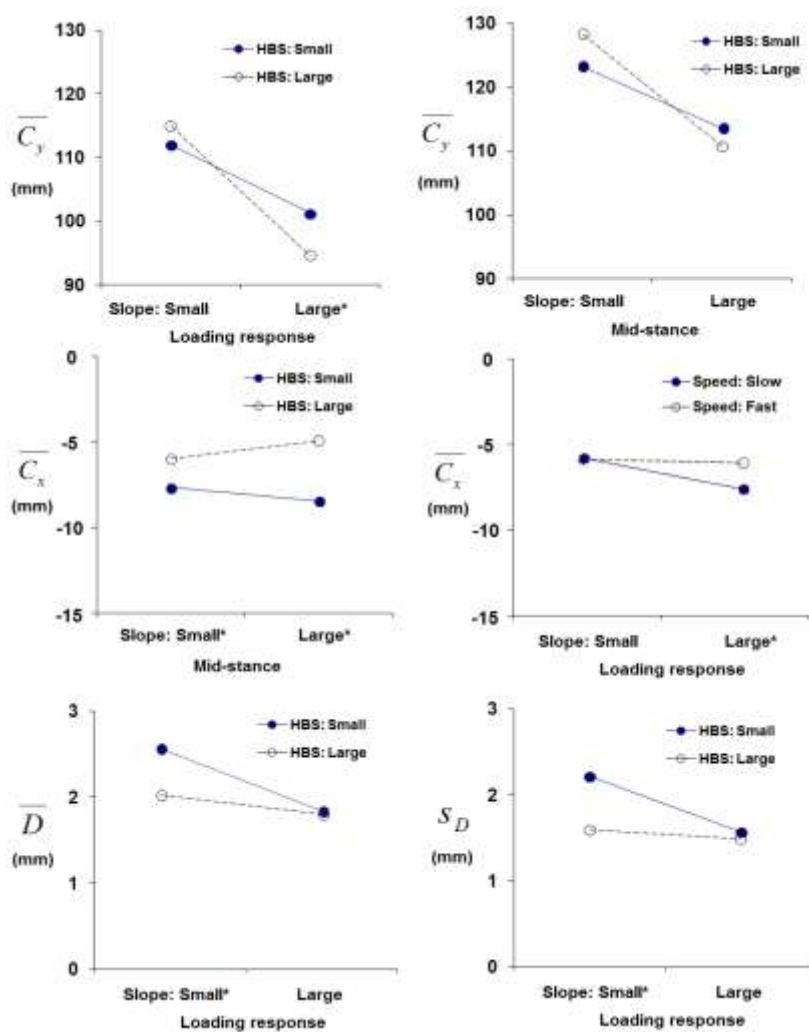 130
120
110
100
90
C̅y
(mm)
HBS: Small
HBS: Large
Slope: Small Large*
Loading response
130
120
110
100
90
C̅y
(mm)
HBS: Small
HBS: Large
Slope: Small Large
Mid-stance
0
-5
-10
-15
C̅x
(mm)
HBS: Small
HBS: Large
Slope: Small* Large*
Mid-stance
0
-5
-10
-15
C̅x
(mm)
Speed: Slow
Speed: Fast
Slope: Small Large*
Loading response
3
2
1
0
D̅
(mm)
HBS: Small
HBS: Large
Slope: Small* Large
Loading response
3
2
1
0
sD
(mm)
HBS: Small
HBS: Large
Slope: Small* Large
Loading response